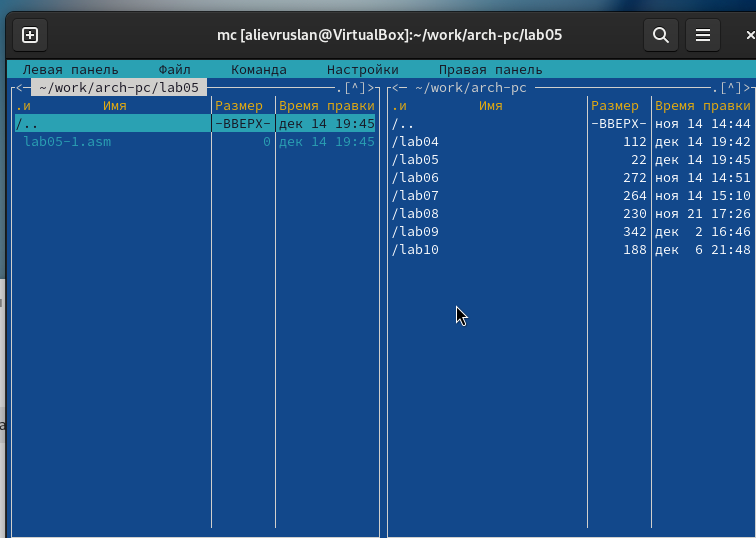 mc [alievruslan@VirtualBox]:~/work/arch-pc/lab05
Левая панель Файл Команда Настройки Правая панель
<─ ~/work/arch-pc/lab05 ─.[^]>
.и Имя Размер Время правки
/.. -ВВЕРХ- дек 14 19:45
lab05-1.asm 0 дек 14 19:45
<─ ~/work/arch-pc ─.[^]>
.и Имя Размер Время правки
/.. -ВВЕРХ- ноя 14 14:44
/lab04 112 дек 14 19:42
/lab05 22 дек 14 19:45
/lab06 272 ноя 14 14:51
/lab07 264 ноя 14 15:10
/lab08 230 ноя 21 17:26
/lab09 342 дек 2 16:46
/lab10 188 дек 6 21:48